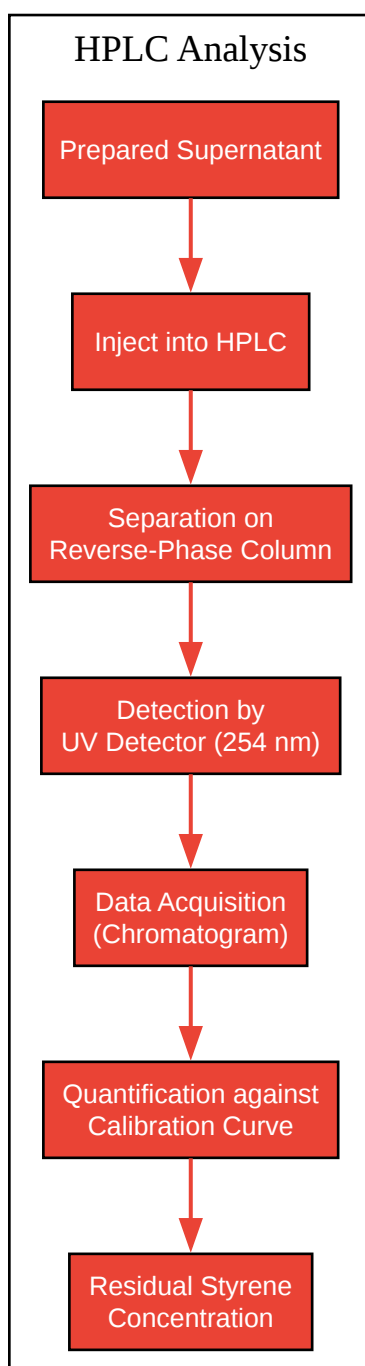 HPLC Analysis
Prepared Supernatant
Inject into HPLC
Separation on
Reverse-Phase Column
Detection by
UV Detector (254 nm)
Data Acquisition
(Chromatogram)
Quantification against
Calibration Curve
Residual Styrene
Concentration